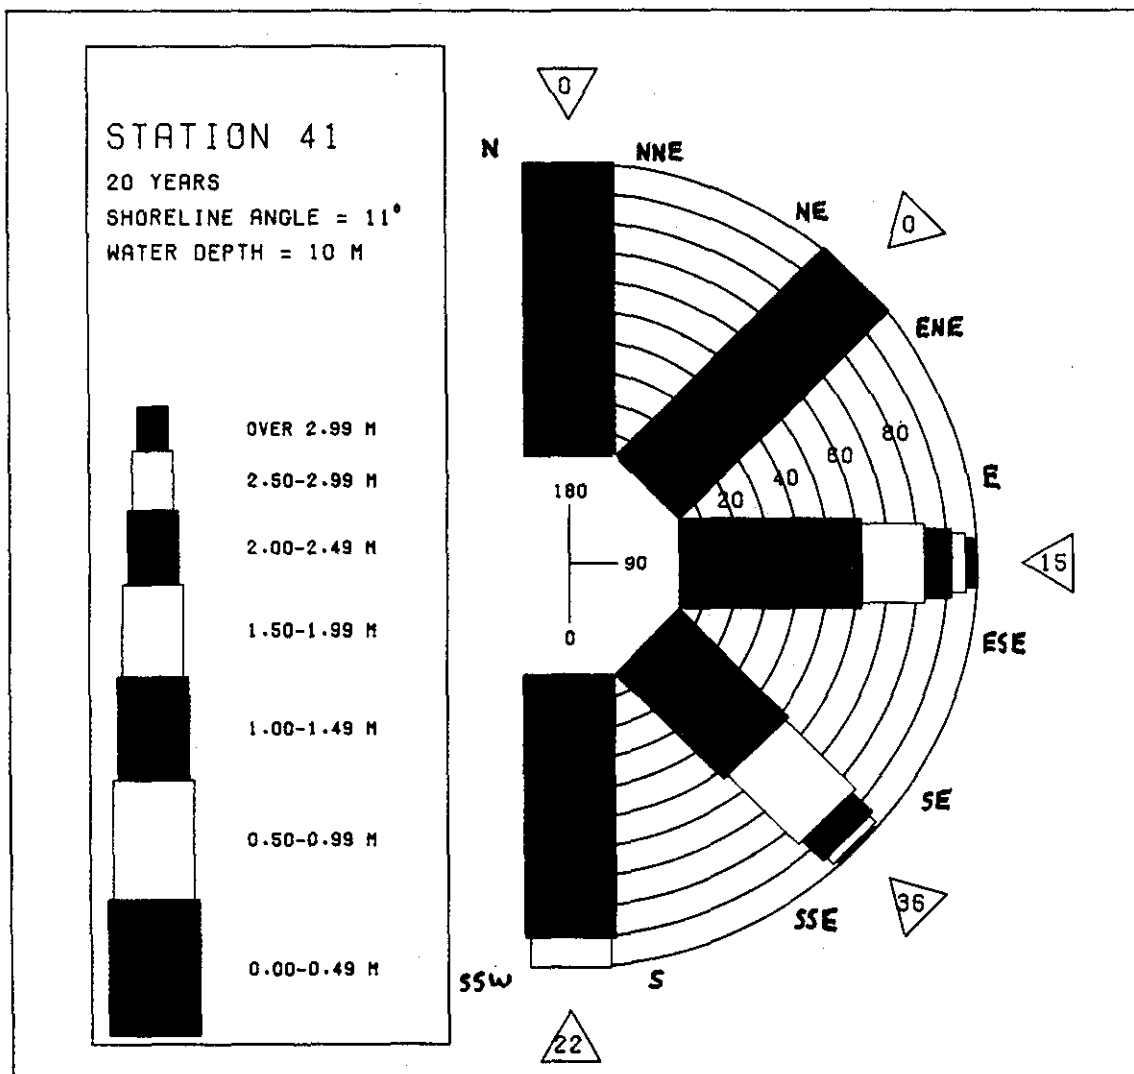 STATION 41
20 YEARS
SHORELINE ANGLE = 11°
WATER DEPTH = 10 M
OVER 2.99 M
2.50-2.99 M
2.00-2.49 M
1.50-1.99 M
1.00-1.49 M
0.50-0.99 M
0.00-0.49 M
0
N
NNE
NE
0
ENE
80
60
40
20
E
180
90
0
15
ESE
SE
36
SSE
S
SSW
22